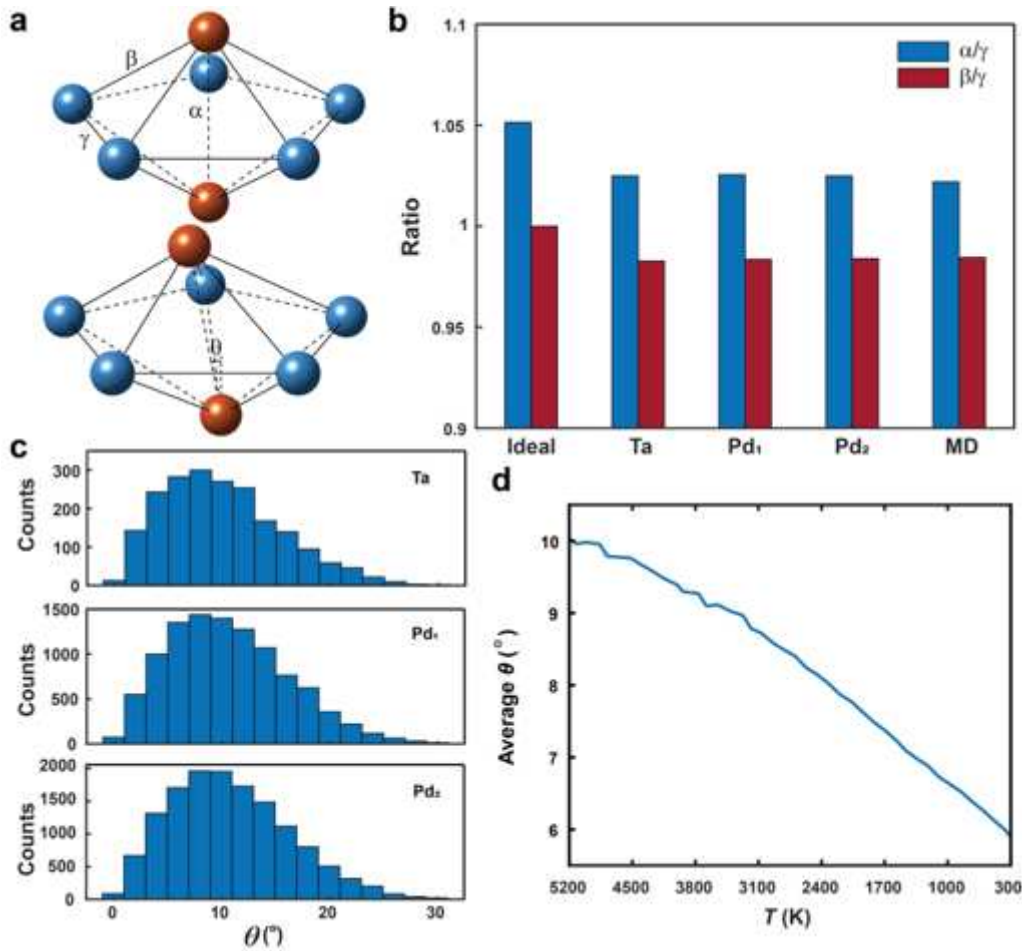 a
β
α
γ
θ
b
1.1
1.05
1
0.95
0.9
Ratio
α/γ
β/γ
Ideal
Ta
Pd₁
Pd₂
MD
c
Ta
300
200
100
0
Counts
Pd₁
1500
1000
500
0
Counts
Pd₂
2000
1500
1000
500
0
Counts
0 10 20 30
θ (°)
d
10
9
8
7
6
Average θ (°)
5200 4500 3800 3100 2400 1700 1000 300
T (K)